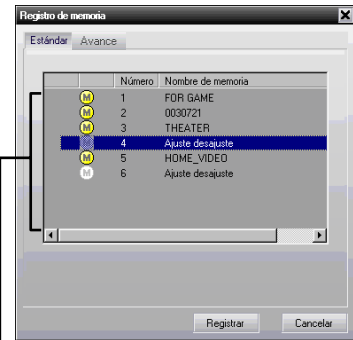 Registro de memoria
Estándar Avance
Número Nombre de memoria
M 1 FOR GAME
M 2 0030721
M 3 THEATER
4 Ajuste desajuste
M 5 HOME_VIDEO
M 6 Ajuste desajuste
Registrar Cancelar